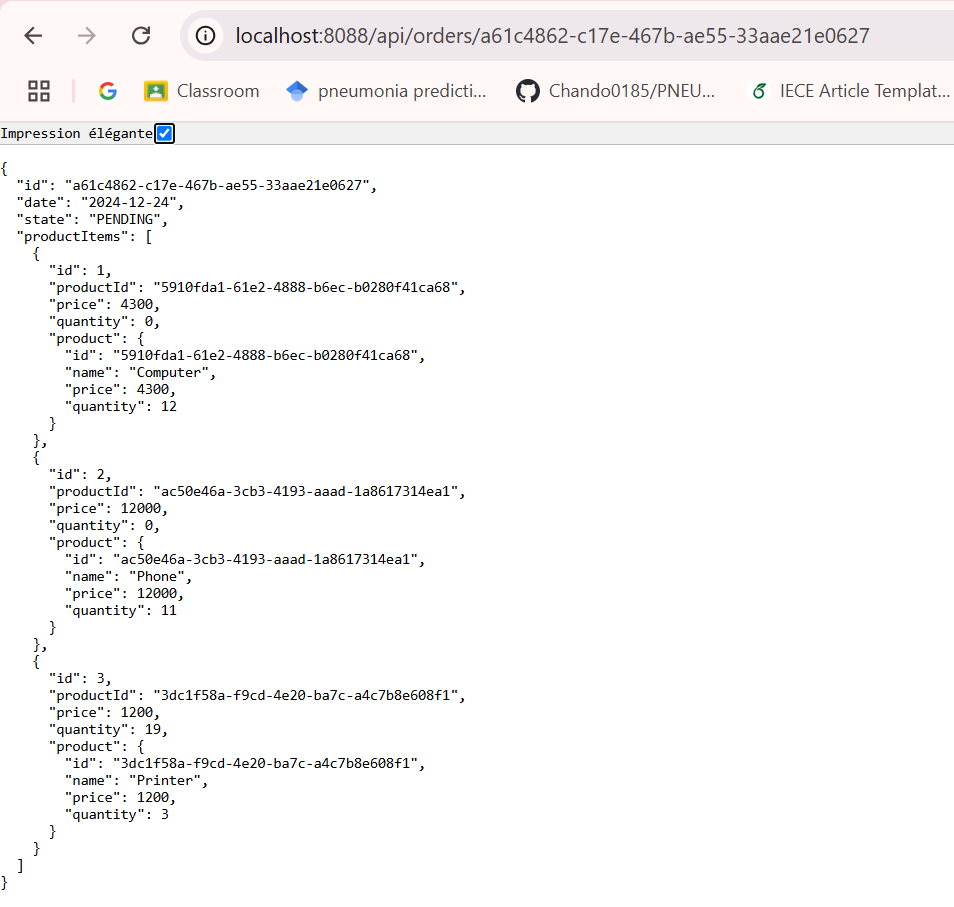 localhost:8088/api/orders/a61c4862-c17e-467b-ae55-33aae21e0627
Classroom pneumonia predicti... Chando0185/PNEU... IECE Article Templat...
Impression élégante
{
  "id": "a61c4862-c17e-467b-ae55-33aae21e0627",
  "date": "2024-12-24",
  "state": "PENDING",
  "productItems": [
    {
      "id": 1,
      "productId": "5910fda1-61e2-4888-b6ec-b0280f41ca68",
      "price": 4300,
      "quantity": 0,
      "product": {
        "id": "5910fda1-61e2-4888-b6ec-b0280f41ca68",
        "name": "Computer",
        "price": 4300,
        "quantity": 12
      }
    },
    {
      "id": 2,
      "productId": "ac50e46a-3cb3-4193-aaad-1a8617314ea1",
      "price": 12000,
      "quantity": 0,
      "product": {
        "id": "ac50e46a-3cb3-4193-aaad-1a8617314ea1",
        "name": "Phone",
        "price": 12000,
        "quantity": 11
      }
    },
    {
      "id": 3,
      "productId": "3dc1f58a-f9cd-4e20-ba7c-a4c7b8e608f1",
      "price": 1200,
      "quantity": 19,
      "product": {
        "id": "3dc1f58a-f9cd-4e20-ba7c-a4c7b8e608f1",
        "name": "Printer",
        "price": 1200,
        "quantity": 3
      }
    }
  ]
}